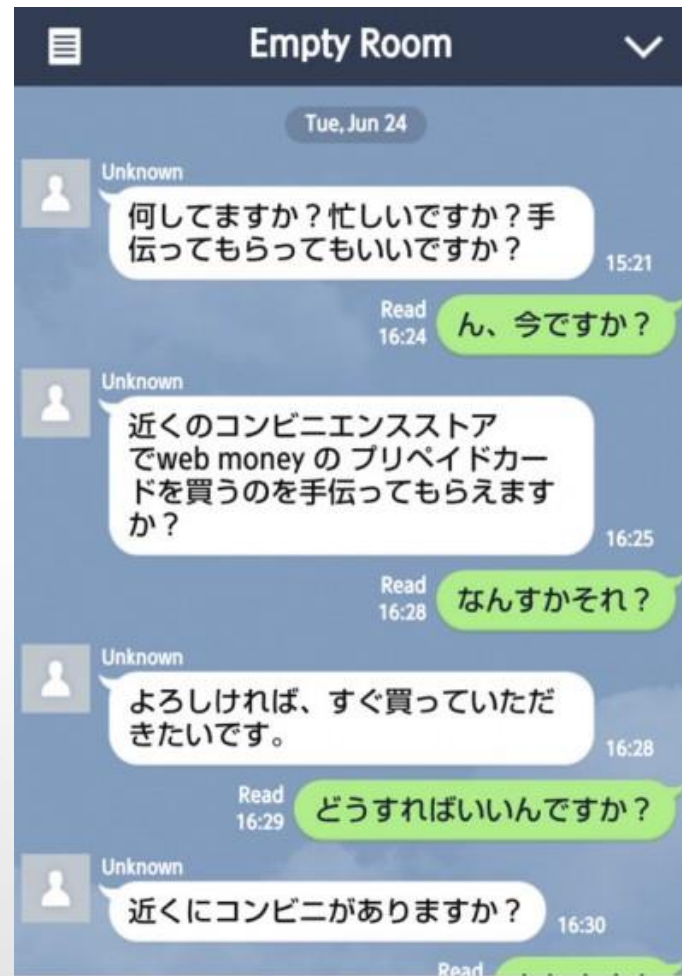 Empty Room
Tue, Jun 24
Unknown
何してますか？忙しいですか？手
伝ってもらってもいいですか？
15:21
Read
16:24
ん、今ですか？
Unknown
近くのコンビニエンスストア
でweb money の プリペイドカー
ドを買うのを手伝ってもらえます
か？
16:25
Read
16:28
なんすかそれ？
Unknown
よろしければ、すぐ買っていただ
きたいです。
16:28
Read
16:29
どうすればいいんですか？
Unknown
近くにコンビニがありますか？
16:30
Read